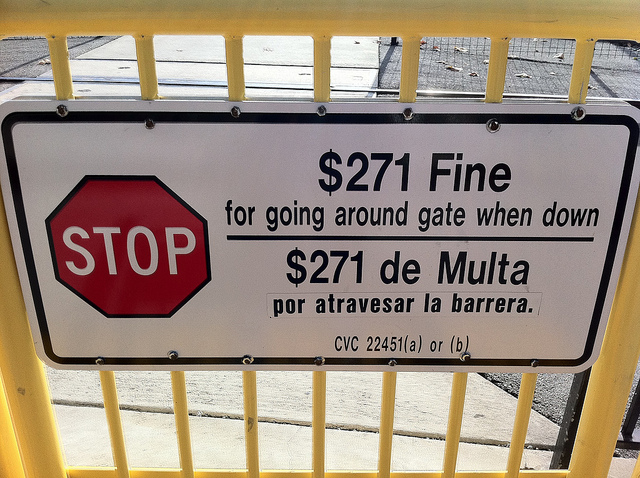 STOP
$271 Fine
for going around gate when down
$271 de Multa
por atravesar la barrera.
CVC 22451(a) or (b)